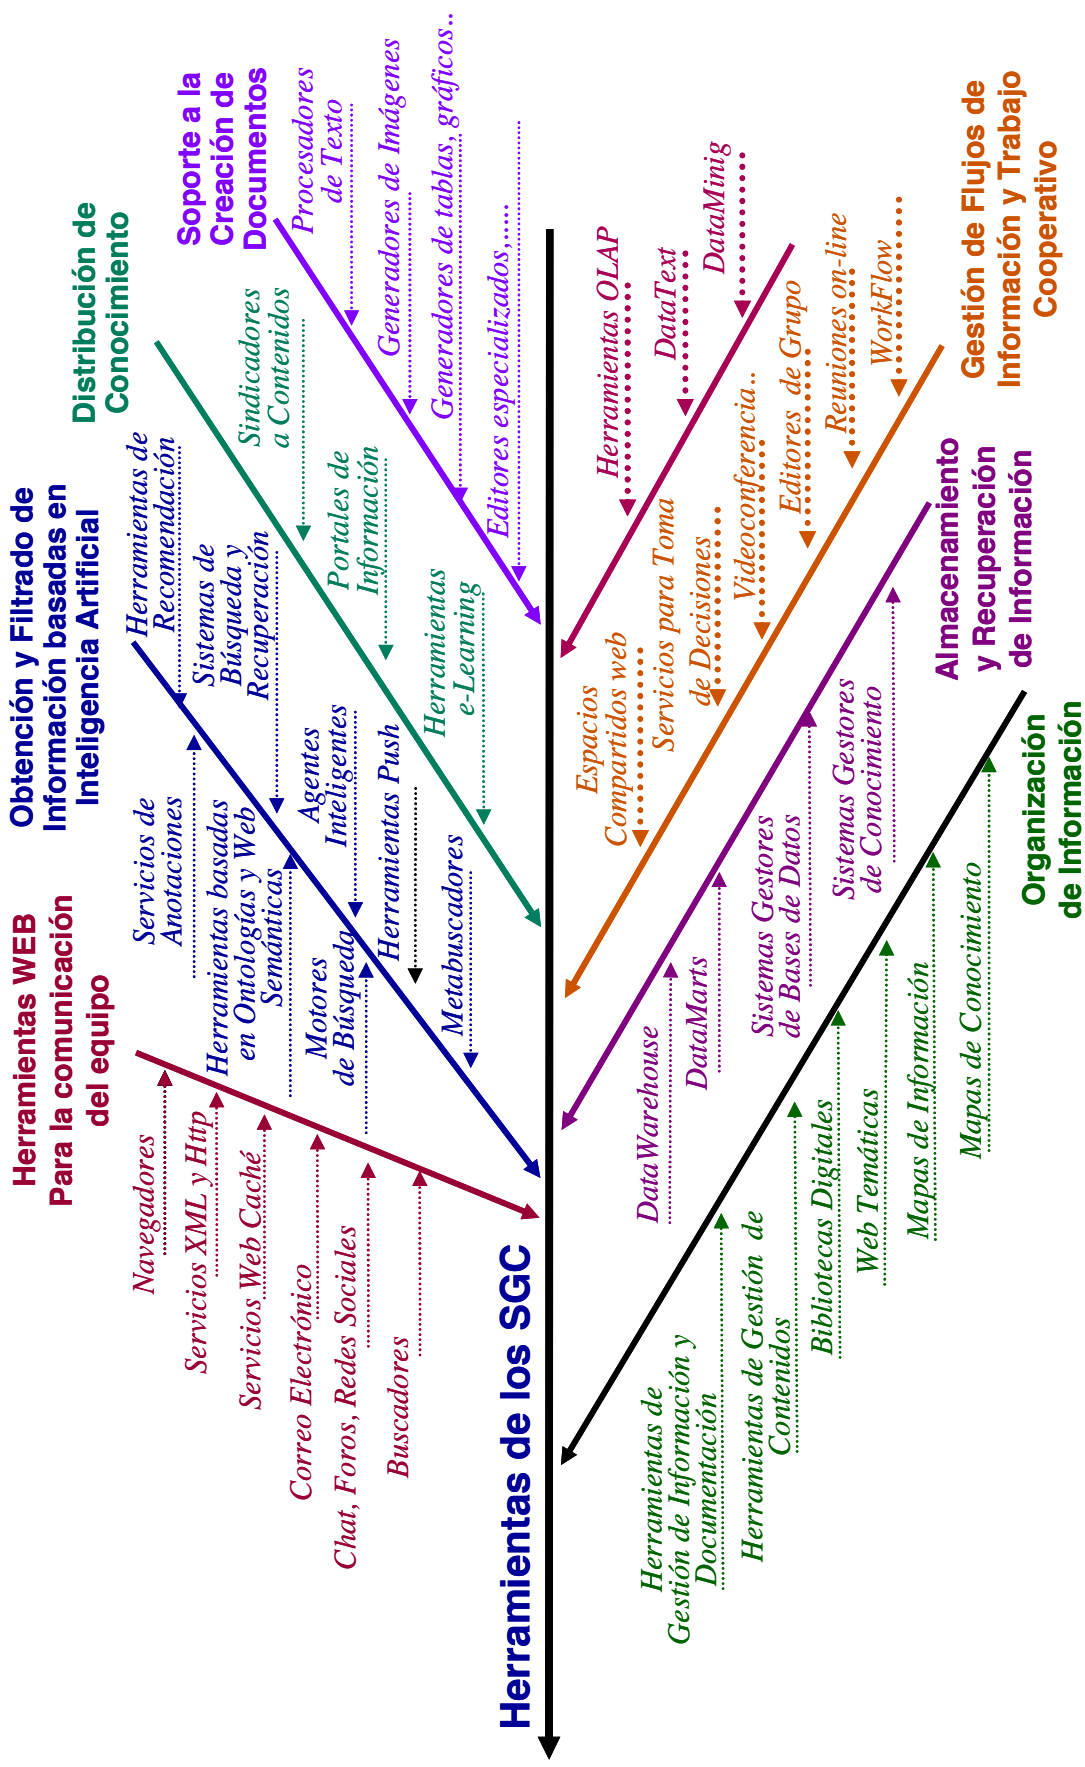 Herramientas WEB
Para la comunicación
del equipo
Navegadores
Servicios XML y Http
Servicios Web Caché
Correo Electrónico
Chat, Foros, Redes Sociales
Buscadores
Obtención y Filtrado de
Información basadas en
Inteligencia Artificial
Herramientas de
Recomendación
Servicios de
Anotaciones
Sistemas de
Búsqueda y
Recuperación
Herramientas basadas
en Ontologías y Web
Semánticas
Agentes
Inteligentes
Motores
de Búsqueda
Herramientas Push
Metabuscadores
Distribución de
Conocimiento
Sindicadores
a Contenidos
Portales de
Información
Herramientas
e-Learning
Soporte a la
Creación de
Documentos
Procesadores
de Texto
Generadores de Imágenes
Generadores de tablas, gráficos..
Editores especializados,.....
Herramientas de los SGC
Herramientas OLAP
DataText
DataMinig
Espacios
Compartidos web
Servicios para Toma
de Decisiones
Videoconferencia..
Editores de Grupo
Reuniones on-line
WorkFlow
Gestión de Flujos de
Información y Trabajo
Cooperativo
DataWarehouse
DataMarts
Sistemas Gestores
de Bases de Datos
Sistemas Gestores
de Conocimiento
Almacenamiento
y Recuperación
de Información
Herramientas de
Gestión de Información y
Documentación
Herramientas de Gestión de
Contenidos
Bibliotecas Digitales
Web Temáticas
Mapas de Información
Mapas de Conocimiento
Organización
de Información